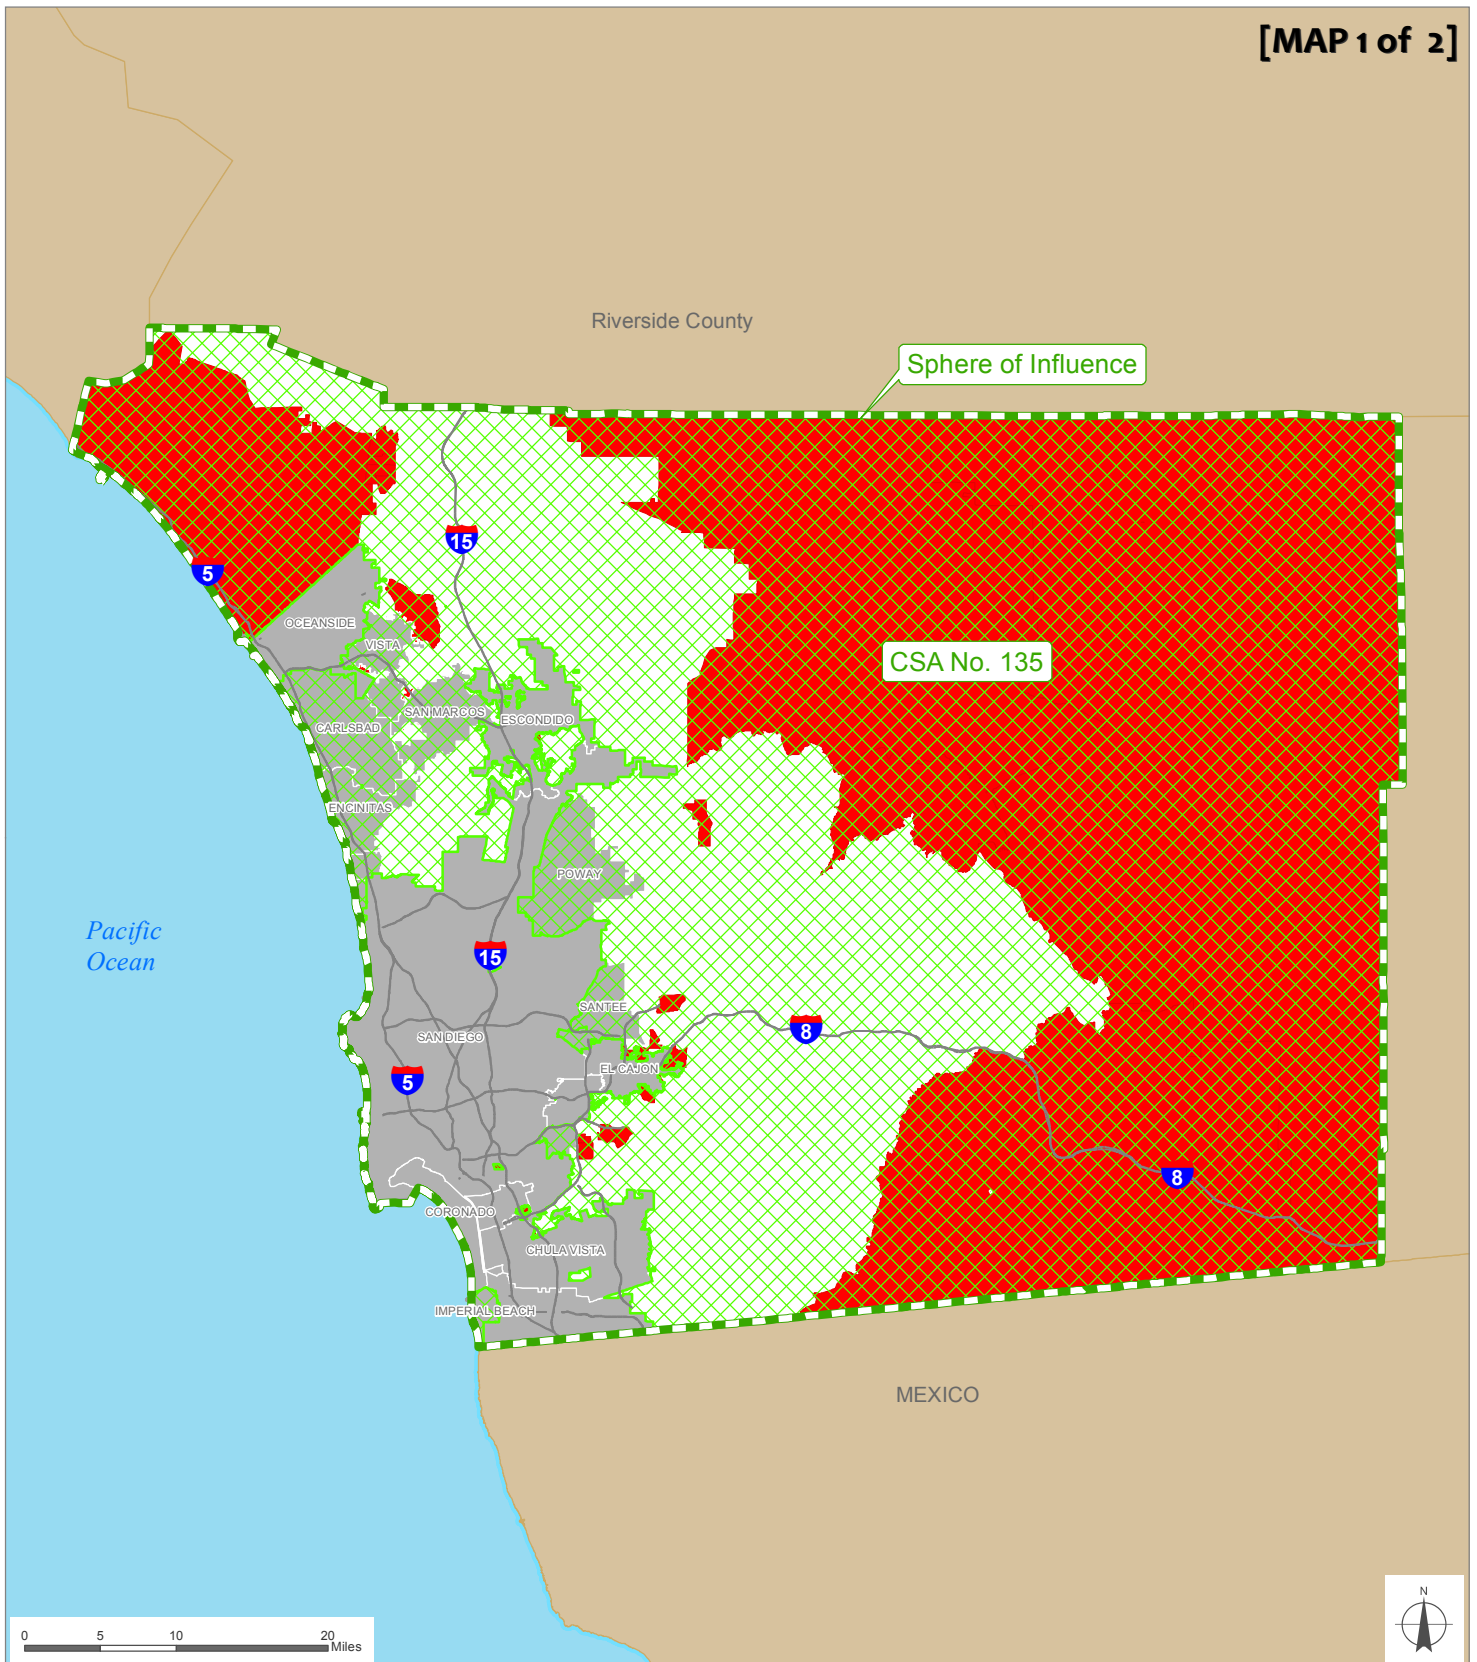 [MAP 1 of 2]
Riverside County
Sphere of Influence
15
5
OCEANSIDE
VISTA
CSA No. 135
SAN MARCOS
ESCONDIDO
CARLSBAD
ENCINITAS
POWAY
Pacific
Ocean
15
SANTEE
SAN DIEGO
8
EL CAJON
5
8
CORONADO
CHULA VISTA
IMPERIAL BEACH
MEXICO
N
0 5 10 20
Miles